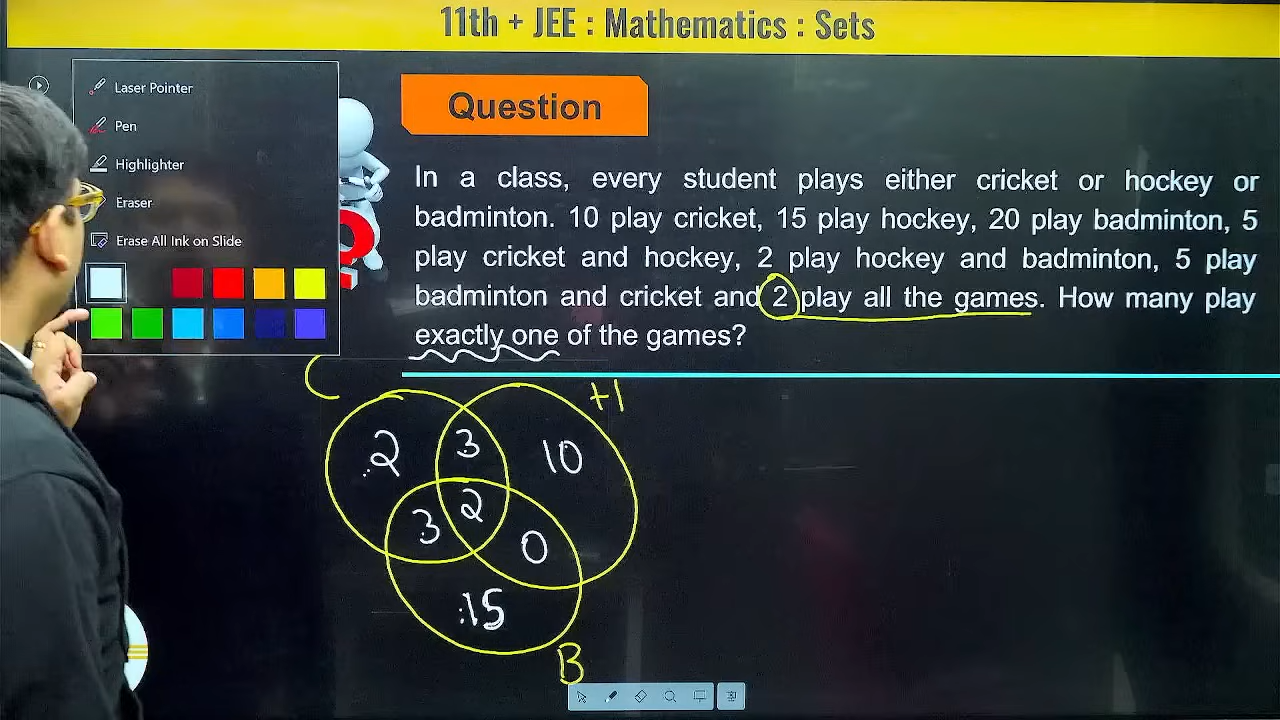 11th + JEE : Mathematics : Sets
Laser Pointer
Pen
Highlighter
Eraser
Erase All Ink on Slide
Question
In a class, every student plays either cricket or hockey or
badminton. 10 play cricket, 15 play hockey, 20 play badminton, 5
play cricket and hockey, 2 play hockey and badminton, 5 play
badminton and cricket and 2 play all the games. How many play
exactly one of the games?
C
H
2
3
10
2
3
0
15
B